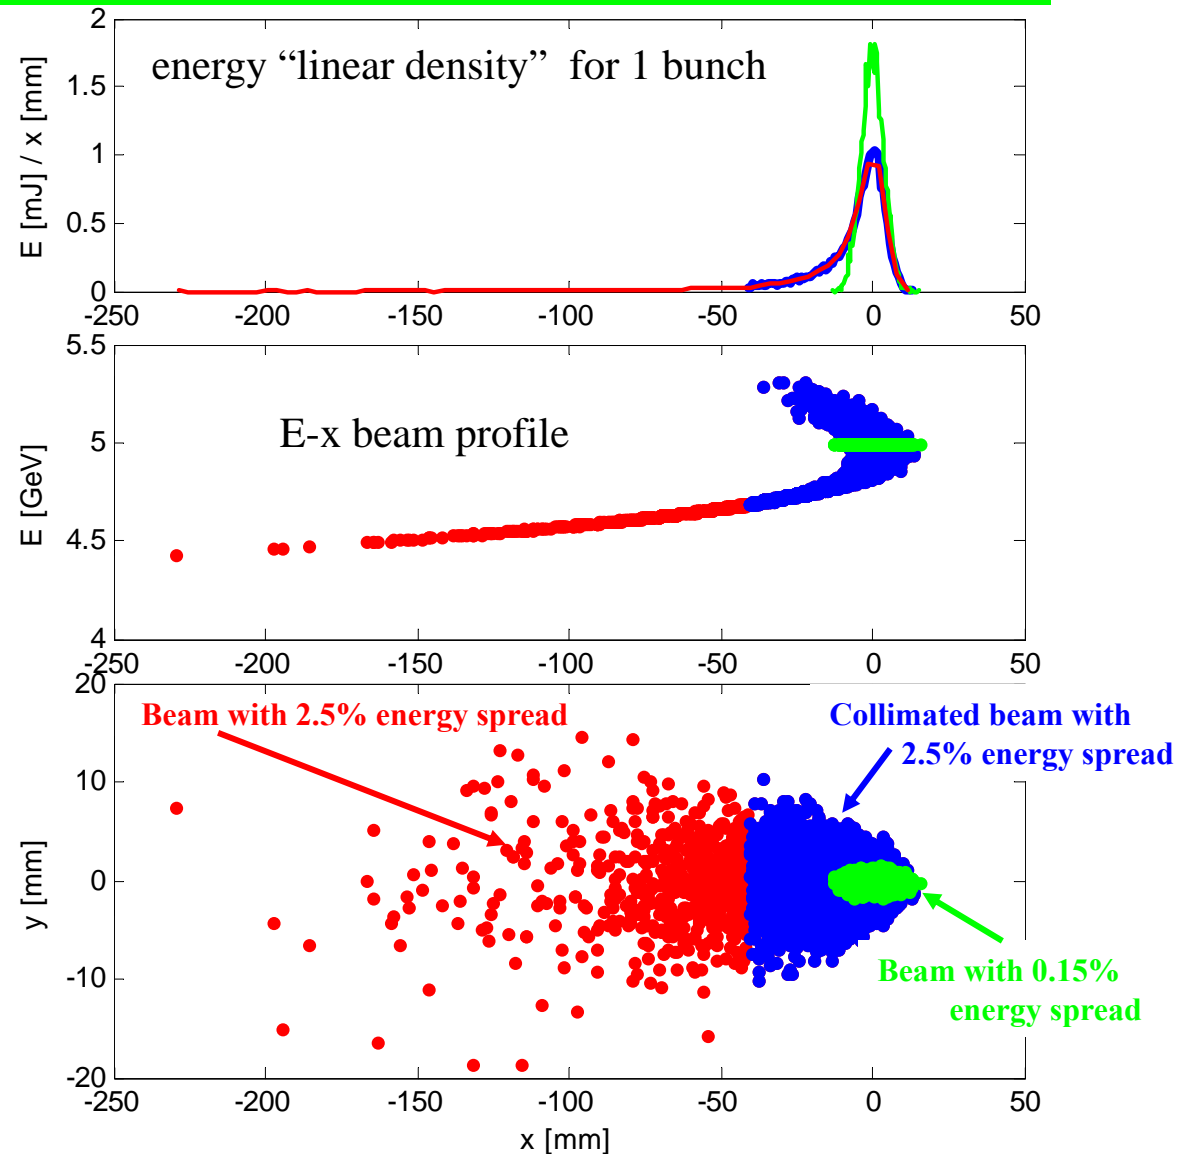 2
1.5
1
0.5
0
E [mJ] / x [mm]
energy “linear density” for 1 bunch
-250 -200 -150 -100 -50 0 50
5.5
5
4.5
4
E [GeV]
E-x beam profile
-250 -200 -150 -100 -50 0 50
20
10
0
-10
-20
y [mm]
Beam with 2.5% energy spread
Collimated beam with
2.5% energy spread
Beam with 0.15%
energy spread
-250 -200 -150 -100 -50 0 50
x [mm]